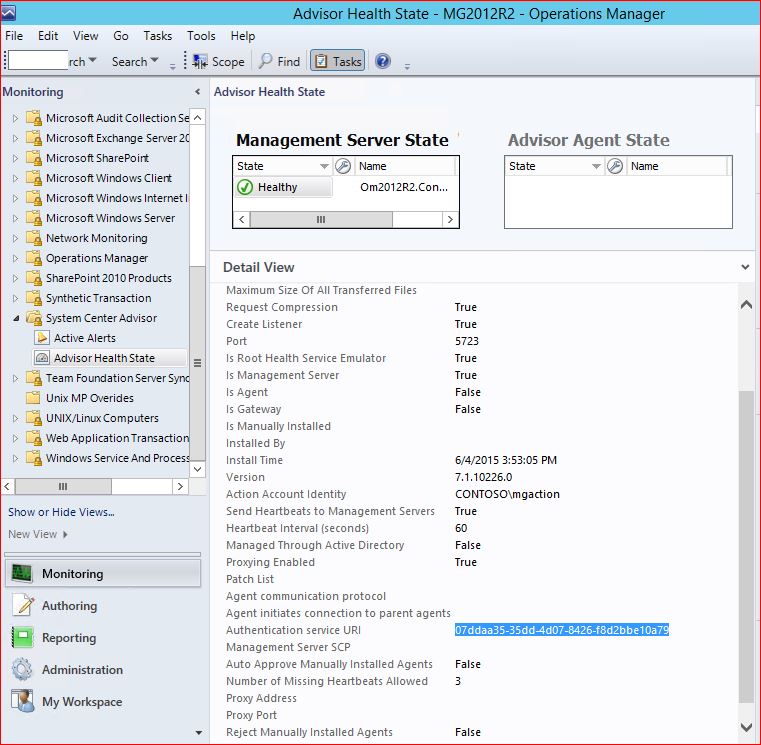 Advisor Health State - MG2012R2 - Operations Manager
File Edit View Go Tasks Tools Help
rch Search Scope Find Tasks
Monitoring
Microsoft Audit Collection Se
Microsoft Exchange Server 20
Microsoft SharePoint
Microsoft Windows Client
Microsoft Windows Internet I
Microsoft Windows Server
Network Monitoring
Operations Manager
SharePoint 2010 Products
Synthetic Transaction
System Center Advisor
Active Alerts
Advisor Health State
Team Foundation Server Sync
Unix MP Overides
UNIX/Linux Computers
Web Application Transaction
Windows Service And Process
Show or Hide Views...
New View
Monitoring
Authoring
Reporting
Administration
My Workspace
Advisor Health State
Management Server State
State Name
Healthy Om2012R2.Con...
Advisor Agent State
State Name
Detail View
Maximum Size Of All Transferred Files
Request Compression True
Create Listener True
Port 5723
Is Root Health Service Emulator True
Is Management Server True
Is Agent False
Is Gateway False
Is Manually Installed
Installed By
Install Time 6/4/2015 3:53:05 PM
Version 7.1.10226.0
Action Account Identity CONTOSO\mgaction
Send Heartbeats to Management Servers True
Heartbeat Interval (seconds) 60
Managed Through Active Directory False
Proxying Enabled True
Patch List
Agent communication protocol
Agent initiates connection to parent agents
Authentication service URI 07ddaa35-35dd-4d07-8426-f8d2bbe10a79
Management Server SCP
Auto Approve Manually Installed Agents False
Number of Missing Heartbeats Allowed 3
Proxy Address
Proxy Port
Reject Manually Installed Agents False